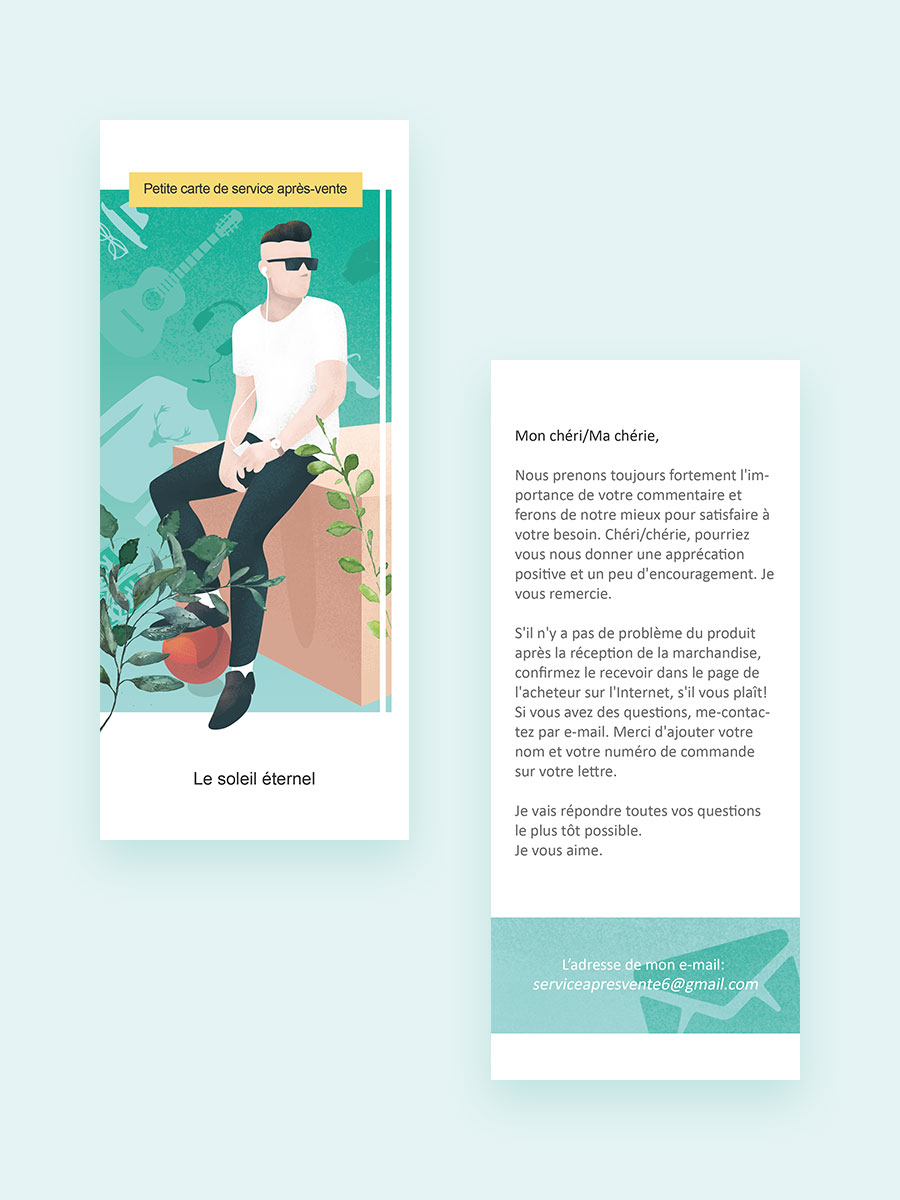 Petite carte de service après-vente
Le soleil éternel
Mon chéri/Ma chérie,
Nous prenons toujours fortement l'im-
portance de votre commentaire et
ferons de notre mieux pour satisfaire à
votre besoin. Chéri/chérie, pourriez
vous nous donner une apprécation
positive et un peu d'encouragement. Je
vous remercie.
S'il n'y a pas de problème du produit
après la réception de la marchandise,
confirmez le recevoir dans le page de
l'acheteur sur l'Internet, s'il vous plaît!
Si vous avez des questions, me-contac-
tez par e-mail. Merci d'ajouter votre
nom et votre numéro de commande
sur votre lettre.
Je vais répondre toutes vos questions
le plus tôt possible.
Je vous aime.
L’adresse de mon e-mail:
serviceapresvente6@gmail.com